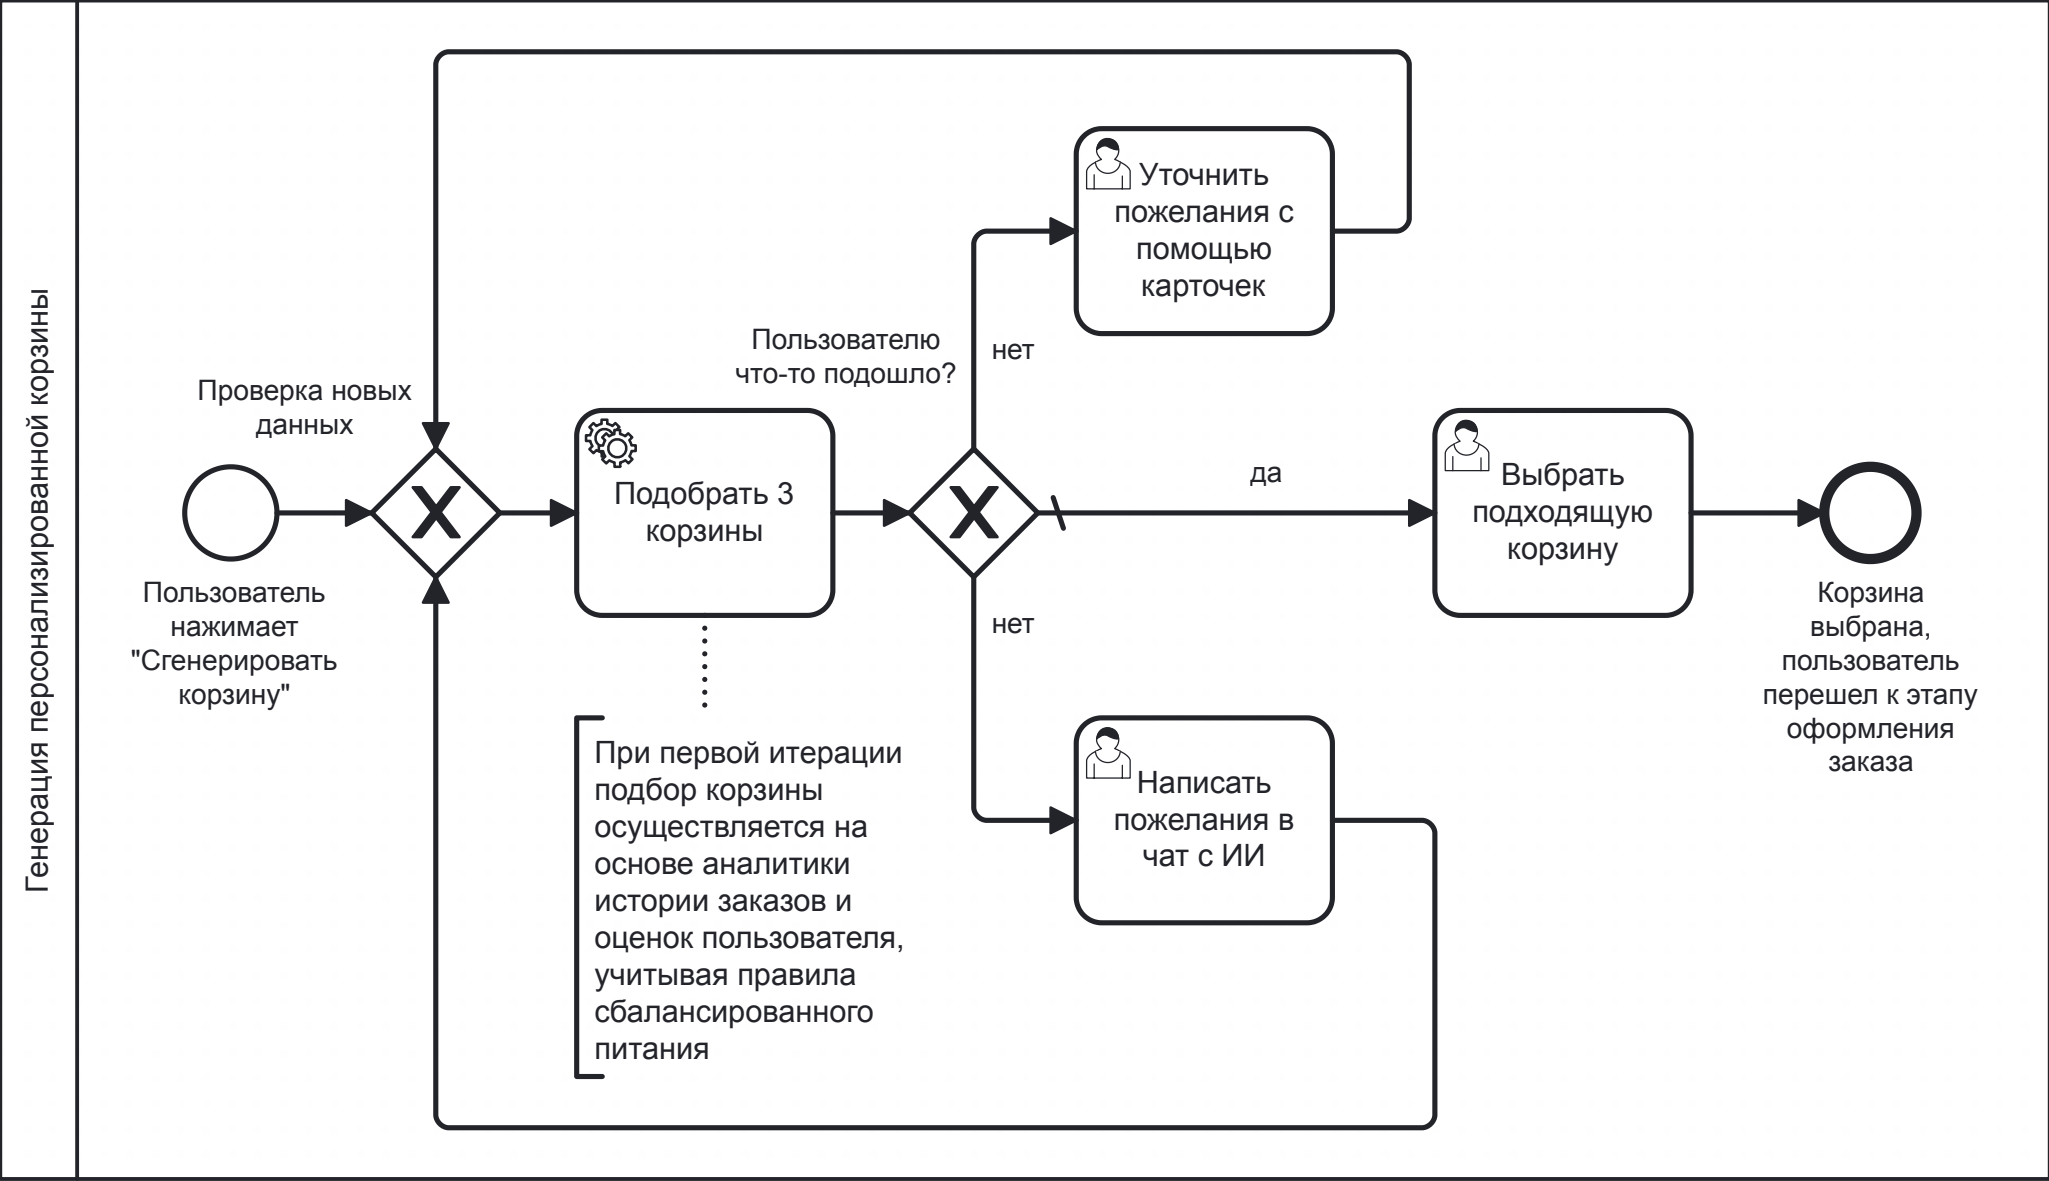 Генерация персонализированной корзины
Проверка новых
данных
Пользователь
нажимает
"Сгенерировать
корзину"
Подобрать 3
корзины
При первой итерации
подбор корзины
осуществляется на
основе аналитики
истории заказов и
оценок пользователя,
учитывая правила
сбалансированного
питания
Пользователю
что-то подошло?
нет
Уточнить
пожелания с
помощью
карточек
да
нет
Написать
пожелания в
чат с ИИ
Выбрать
подходящую
корзину
Корзина
выбрана,
пользователь
перешел к этапу
оформления
заказа